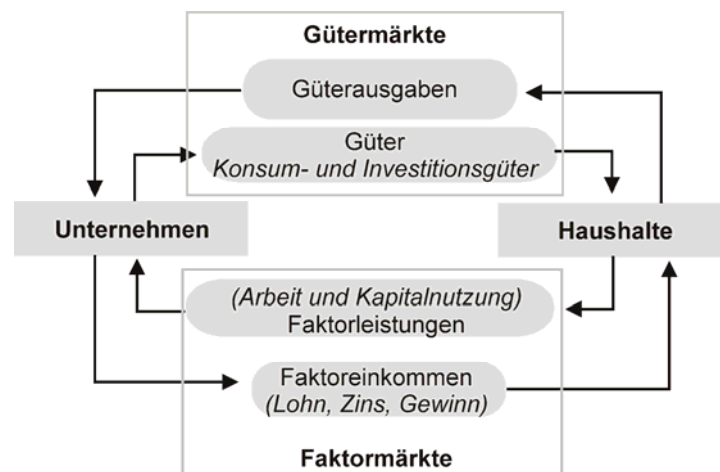 Gütermärkte
Güterausgaben
Güter
Konsum- und Investitionsgüter
Unternehmen
Haushalte
(Arbeit und Kapitalnutzung)
Faktorleistungen
Faktoreinkommen
(Lohn, Zins, Gewinn)
Faktormärkte